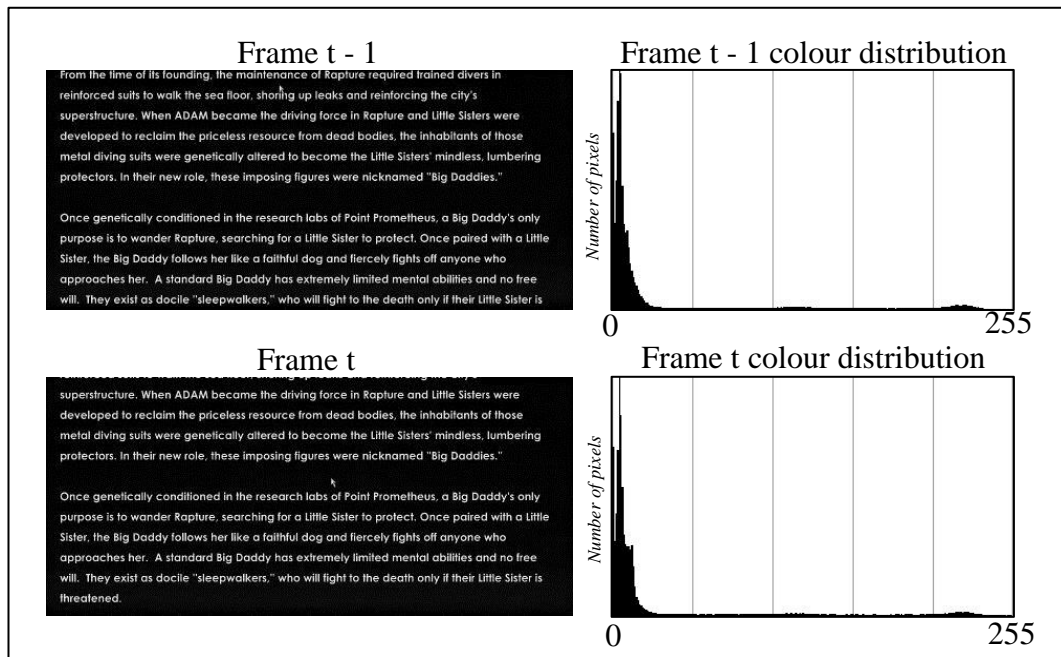 Frame t - 1
From the time of its founding, the maintenance of Rapture required trained divers in
reinforced suits to walk the sea floor, shoring up leaks and reinforcing the city's
superstructure. When ADAM became the driving force in Rapture and Little Sisters were
developed to reclaim the priceless resource from dead bodies, the inhabitants of those
metal diving suits were genetically altered to become the Little Sisters' mindless, lumbering
protectors. In their new role, these imposing figures were nicknamed "Big Daddies."
Once genetically conditioned in the research labs of Point Prometheus, a Big Daddy's only
purpose is to wander Rapture, searching for a Little Sister to protect. Once paired with a Little
Sister, the Big Daddy follows her like a faithful dog and fiercely fights off anyone who
approaches her. A standard Big Daddy has extremely limited mental abilities and no free
will. They exist as docile "sleepwalkers," who will fight to the death only if their Little Sister is
Frame t - 1 colour distribution
Number of pixels
0
255
Frame t
reinforced suits to walk the sea floor, shoring up leaks and reinforcing the city's
superstructure. When ADAM became the driving force in Rapture and Little Sisters were
developed to reclaim the priceless resource from dead bodies, the inhabitants of those
metal diving suits were genetically altered to become the Little Sisters' mindless, lumbering
protectors. In their new role, these imposing figures were nicknamed "Big Daddies."
Once genetically conditioned in the research labs of Point Prometheus, a Big Daddy's only
purpose is to wander Rapture, searching for a Little Sister to protect. Once paired with a Little
Sister, the Big Daddy follows her like a faithful dog and fiercely fights off anyone who
approaches her. A standard Big Daddy has extremely limited mental abilities and no free
will. They exist as docile "sleepwalkers," who will fight to the death only if their Little Sister is
threatened.
Frame t colour distribution
Number of pixels
0
255